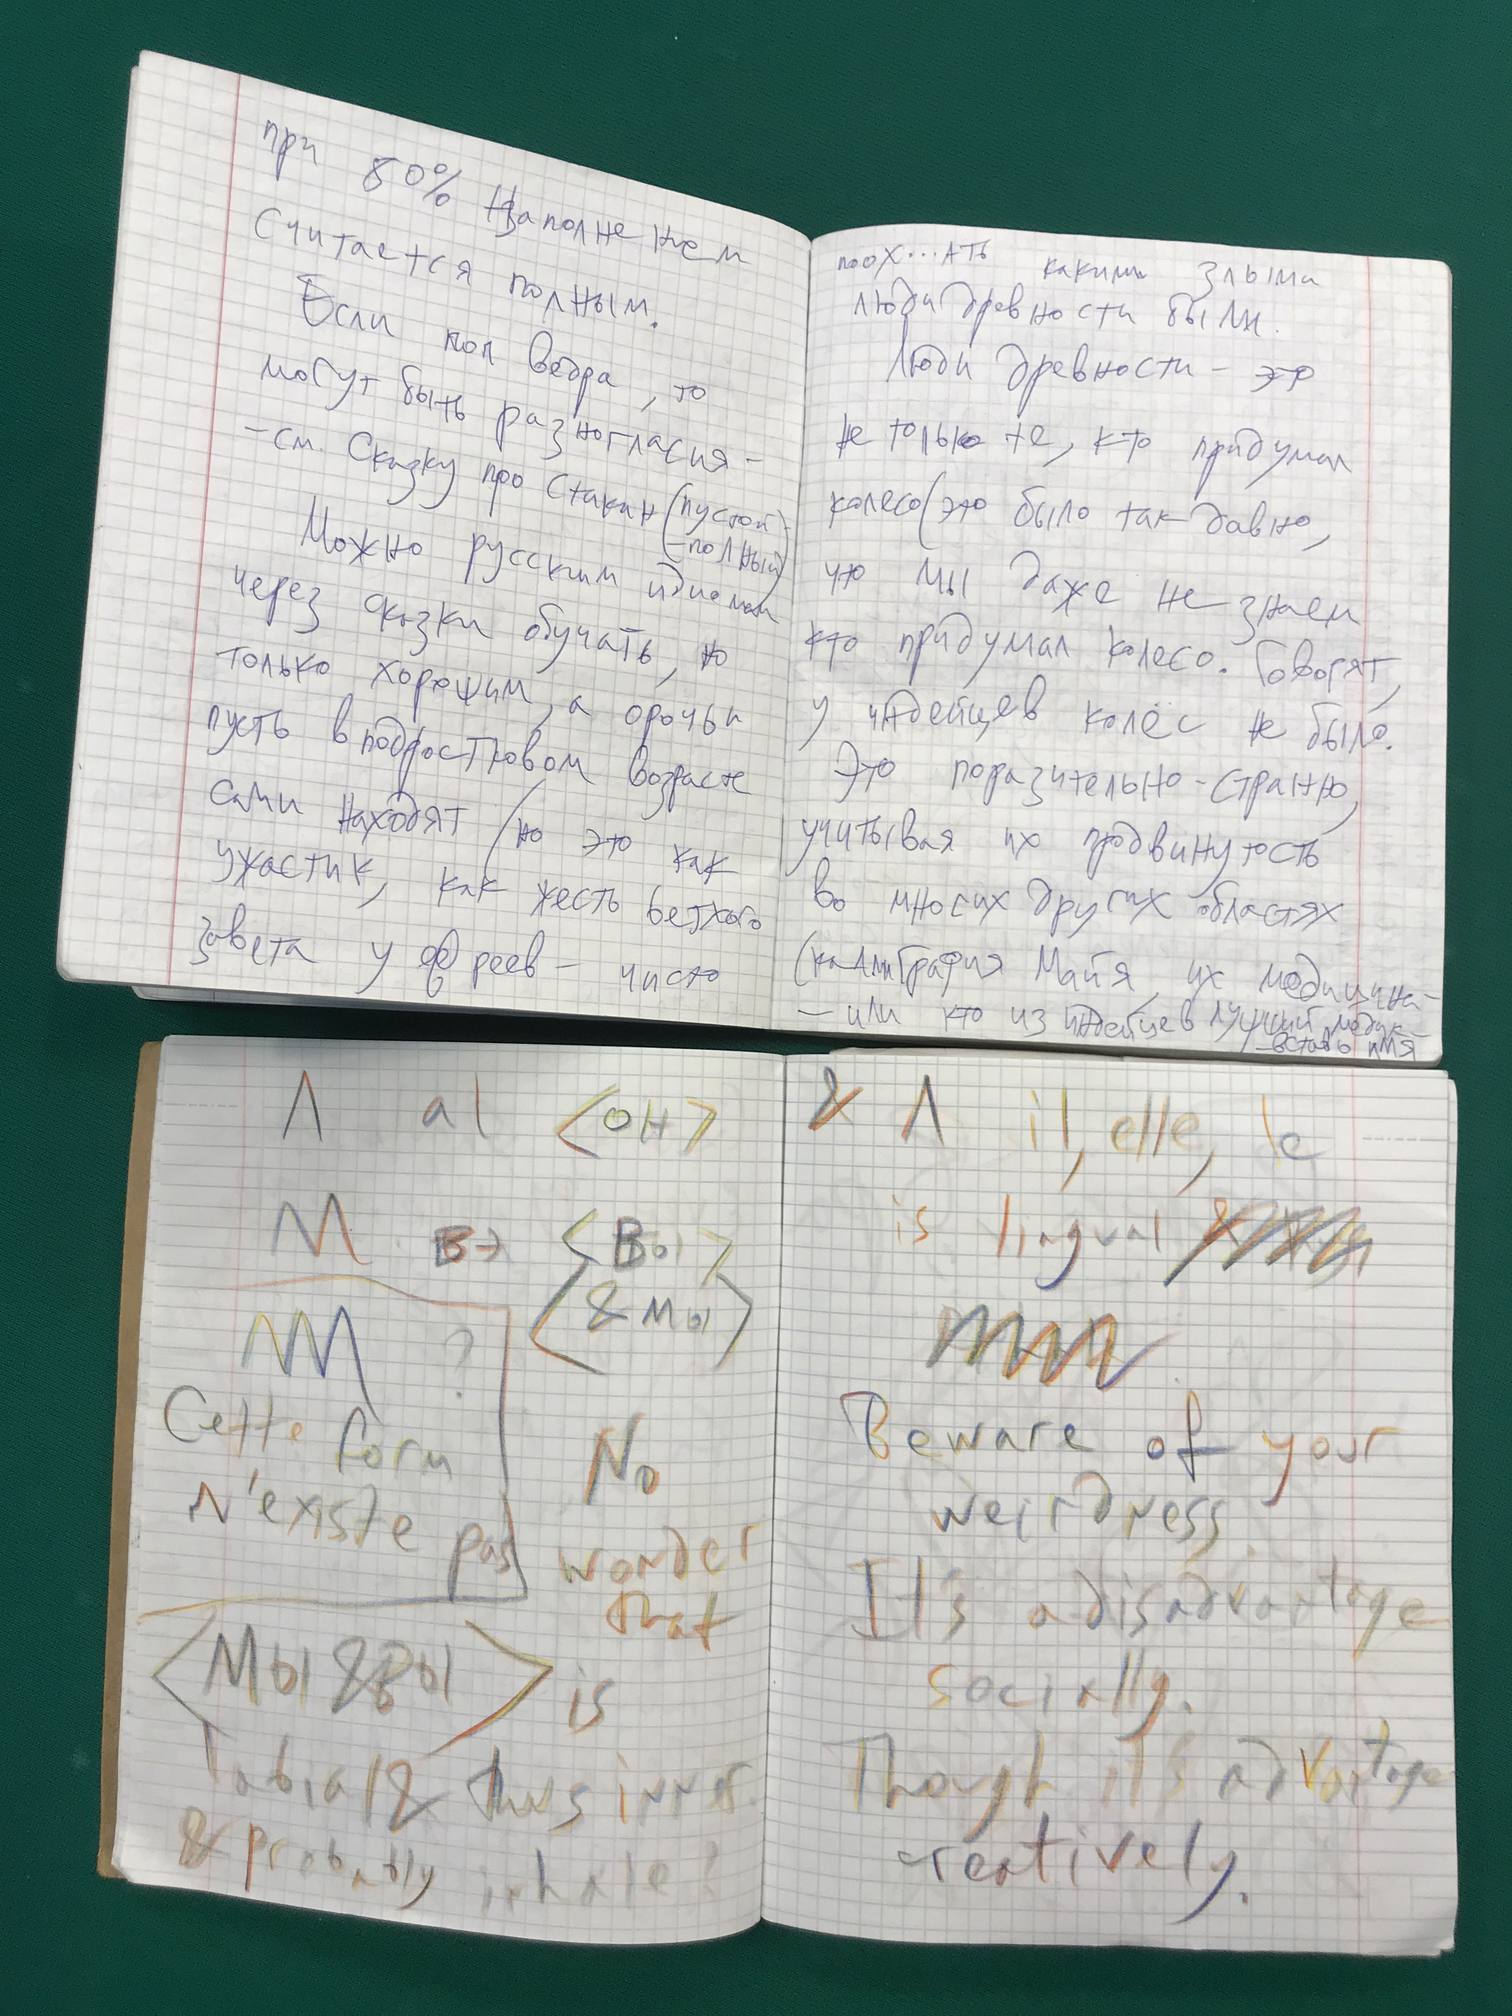 при 80% Наполнением
Считается полным.
Если пол ведра, то
могут быть разногласия -
- см. Сказку про стакан (пустой -
- полный)
Можно русским идиомам
через сказки обучать, но
только хорошим, а
пусть в подростковом возрасте
сами находят (но это как
ужастик, как жесть ветхого
завета у евреев - чисто
поох...ать какими злыми
люди древности были.
Люди древности - это
не только те, кто придумал
колесо (это было так давно,
что мы даже не знаем
кто придумал колесо. Говорят,
у индейцев колёс не было.
Это поразительно-странно,
учитывая их продвинутость
во многих других областях
(каллиграфия Майя, их медицина -
- или кто из индейцев лучший медик -
- вставь имя
Λ al <он>
M B→ <Вы>
<& мы>
MM ?
Cette form
n'existe pas
No
wonder
that
<Мы & Вы> is
labial & thus inner.
& probably inhale?
& Λ il, elle, le
is lingual
Beware of your
weirdness.
It's a disadvantage
socially.
Though it's advantage
creatively.